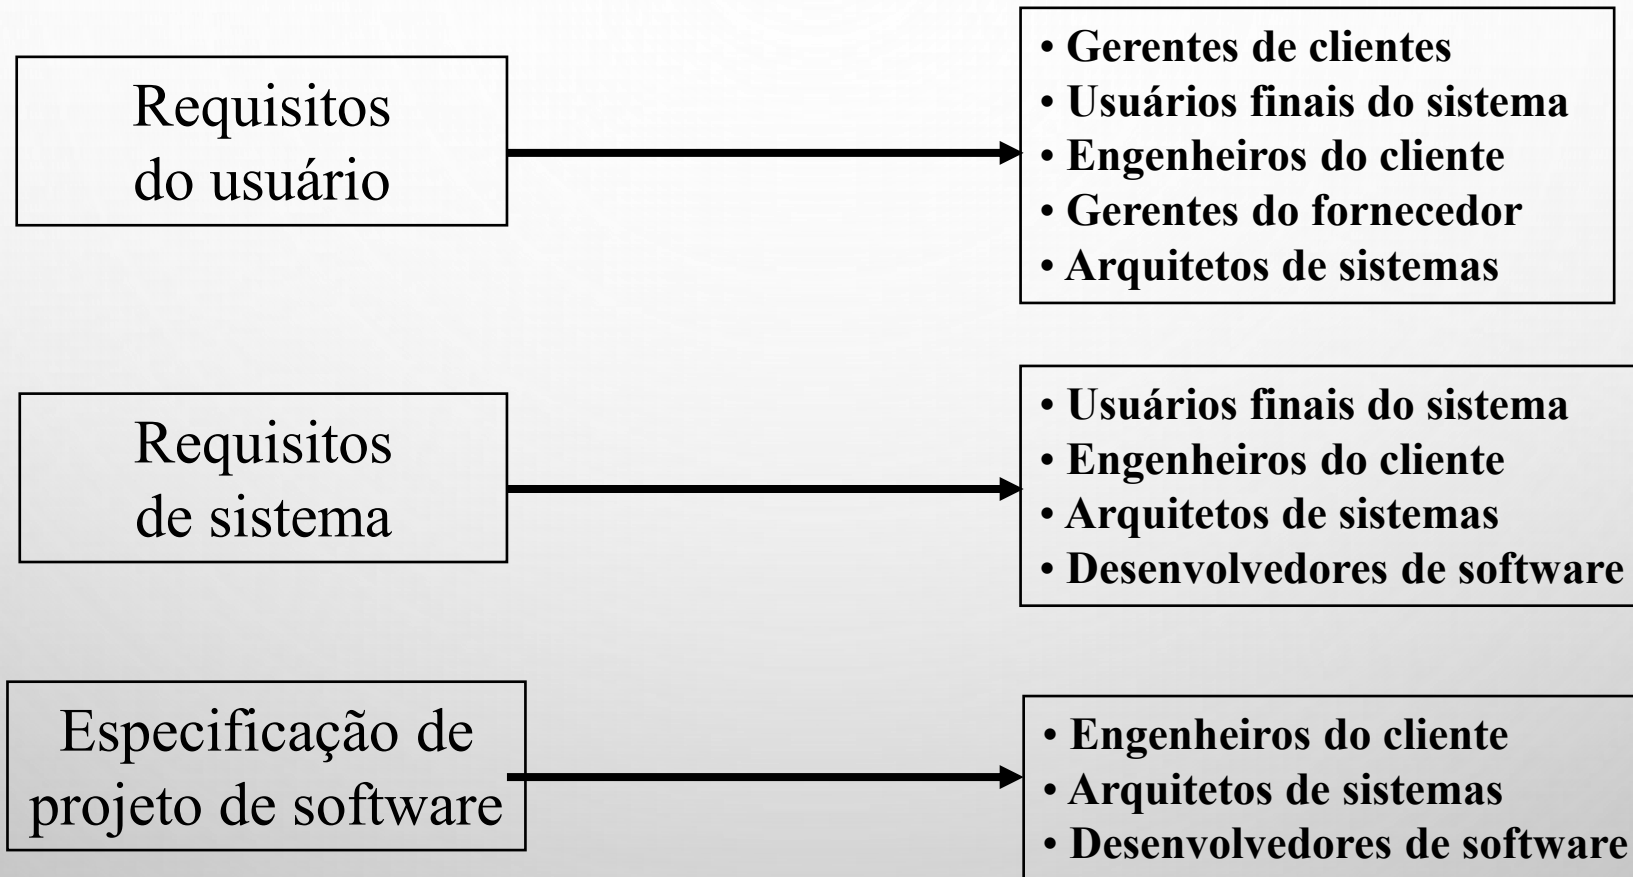 Requisitos
do usuário
• Gerentes de clientes
• Usuários finais do sistema
• Engenheiros do cliente
• Gerentes do fornecedor
• Arquitetos de sistemas
Requisitos
de sistema
• Usuários finais do sistema
• Engenheiros do cliente
• Arquitetos de sistemas
• Desenvolvedores de software
Especificação de
projeto de software
• Engenheiros do cliente
• Arquitetos de sistemas
• Desenvolvedores de software